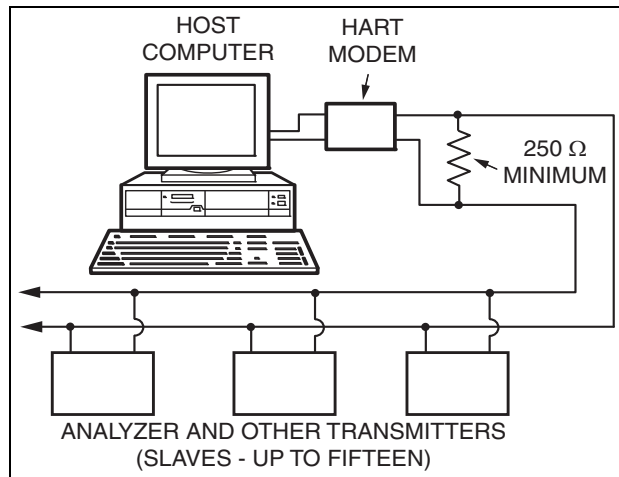 HOST
COMPUTER
HART
MODEM
250 Ω
MINIMUM
ANALYZER AND OTHER TRANSMITTERS
(SLAVES - UP TO FIFTEEN)